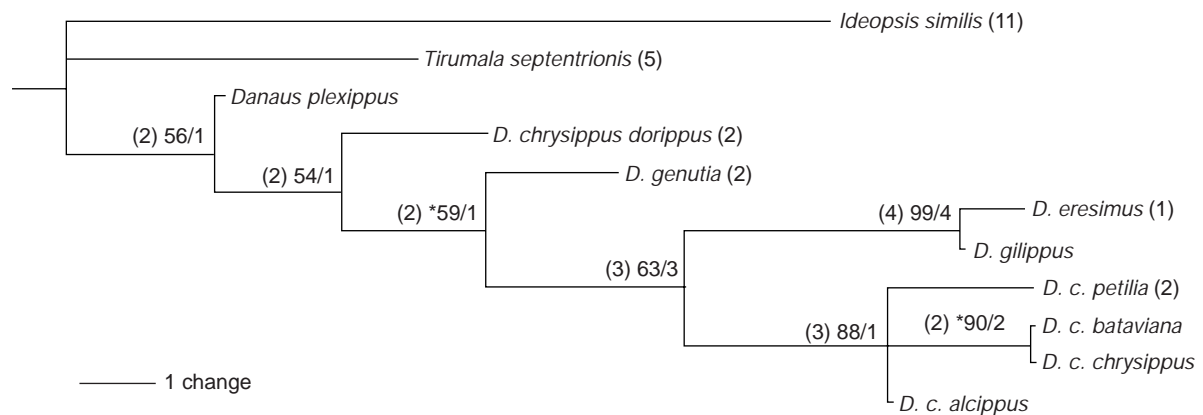 Ideopsis similis (11)
Tirumala septentrionis (5)
Danaus plexippus
(2) 56/1
D. chrysippus dorippus (2)
(2) 54/1
D. genutia (2)
(2) *59/1
D. eresimus (1)
(4) 99/4
D. gilippus
(3) 63/3
D. c. petilia (2)
(2) *90/2
D. c. bataviana
(3) 88/1
D. c. chrysippus
1 change
D. c. alcippus